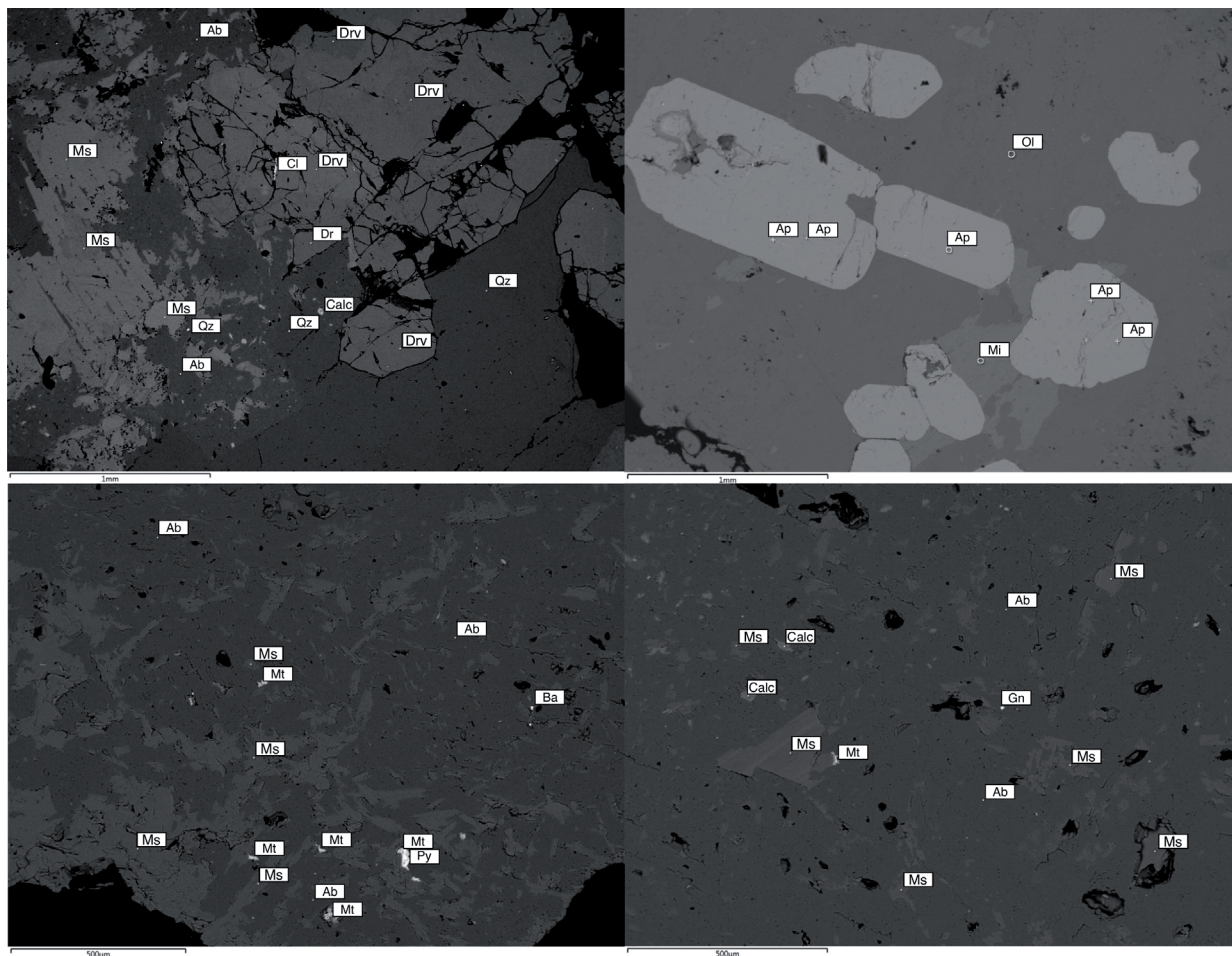 Ab
Drv
Drv
Ms
Cl
Drv
Ms
Dr
Qz
Ms
Calc
Qz
Qz
Drv
Ab
1mm
Ol
Ap
Ap
Ap
Ap
Ap
Mi
1mm
Ab
Ab
Ms
Mt
Ba
Ms
Ms
Mt
Mt
Mt
Py
Ms
Ab
Mt
500µm
Ms
Ab
Ms
Calc
Calc
Gn
Ms
Mt
Ms
Ab
Ms
Ms
500µm